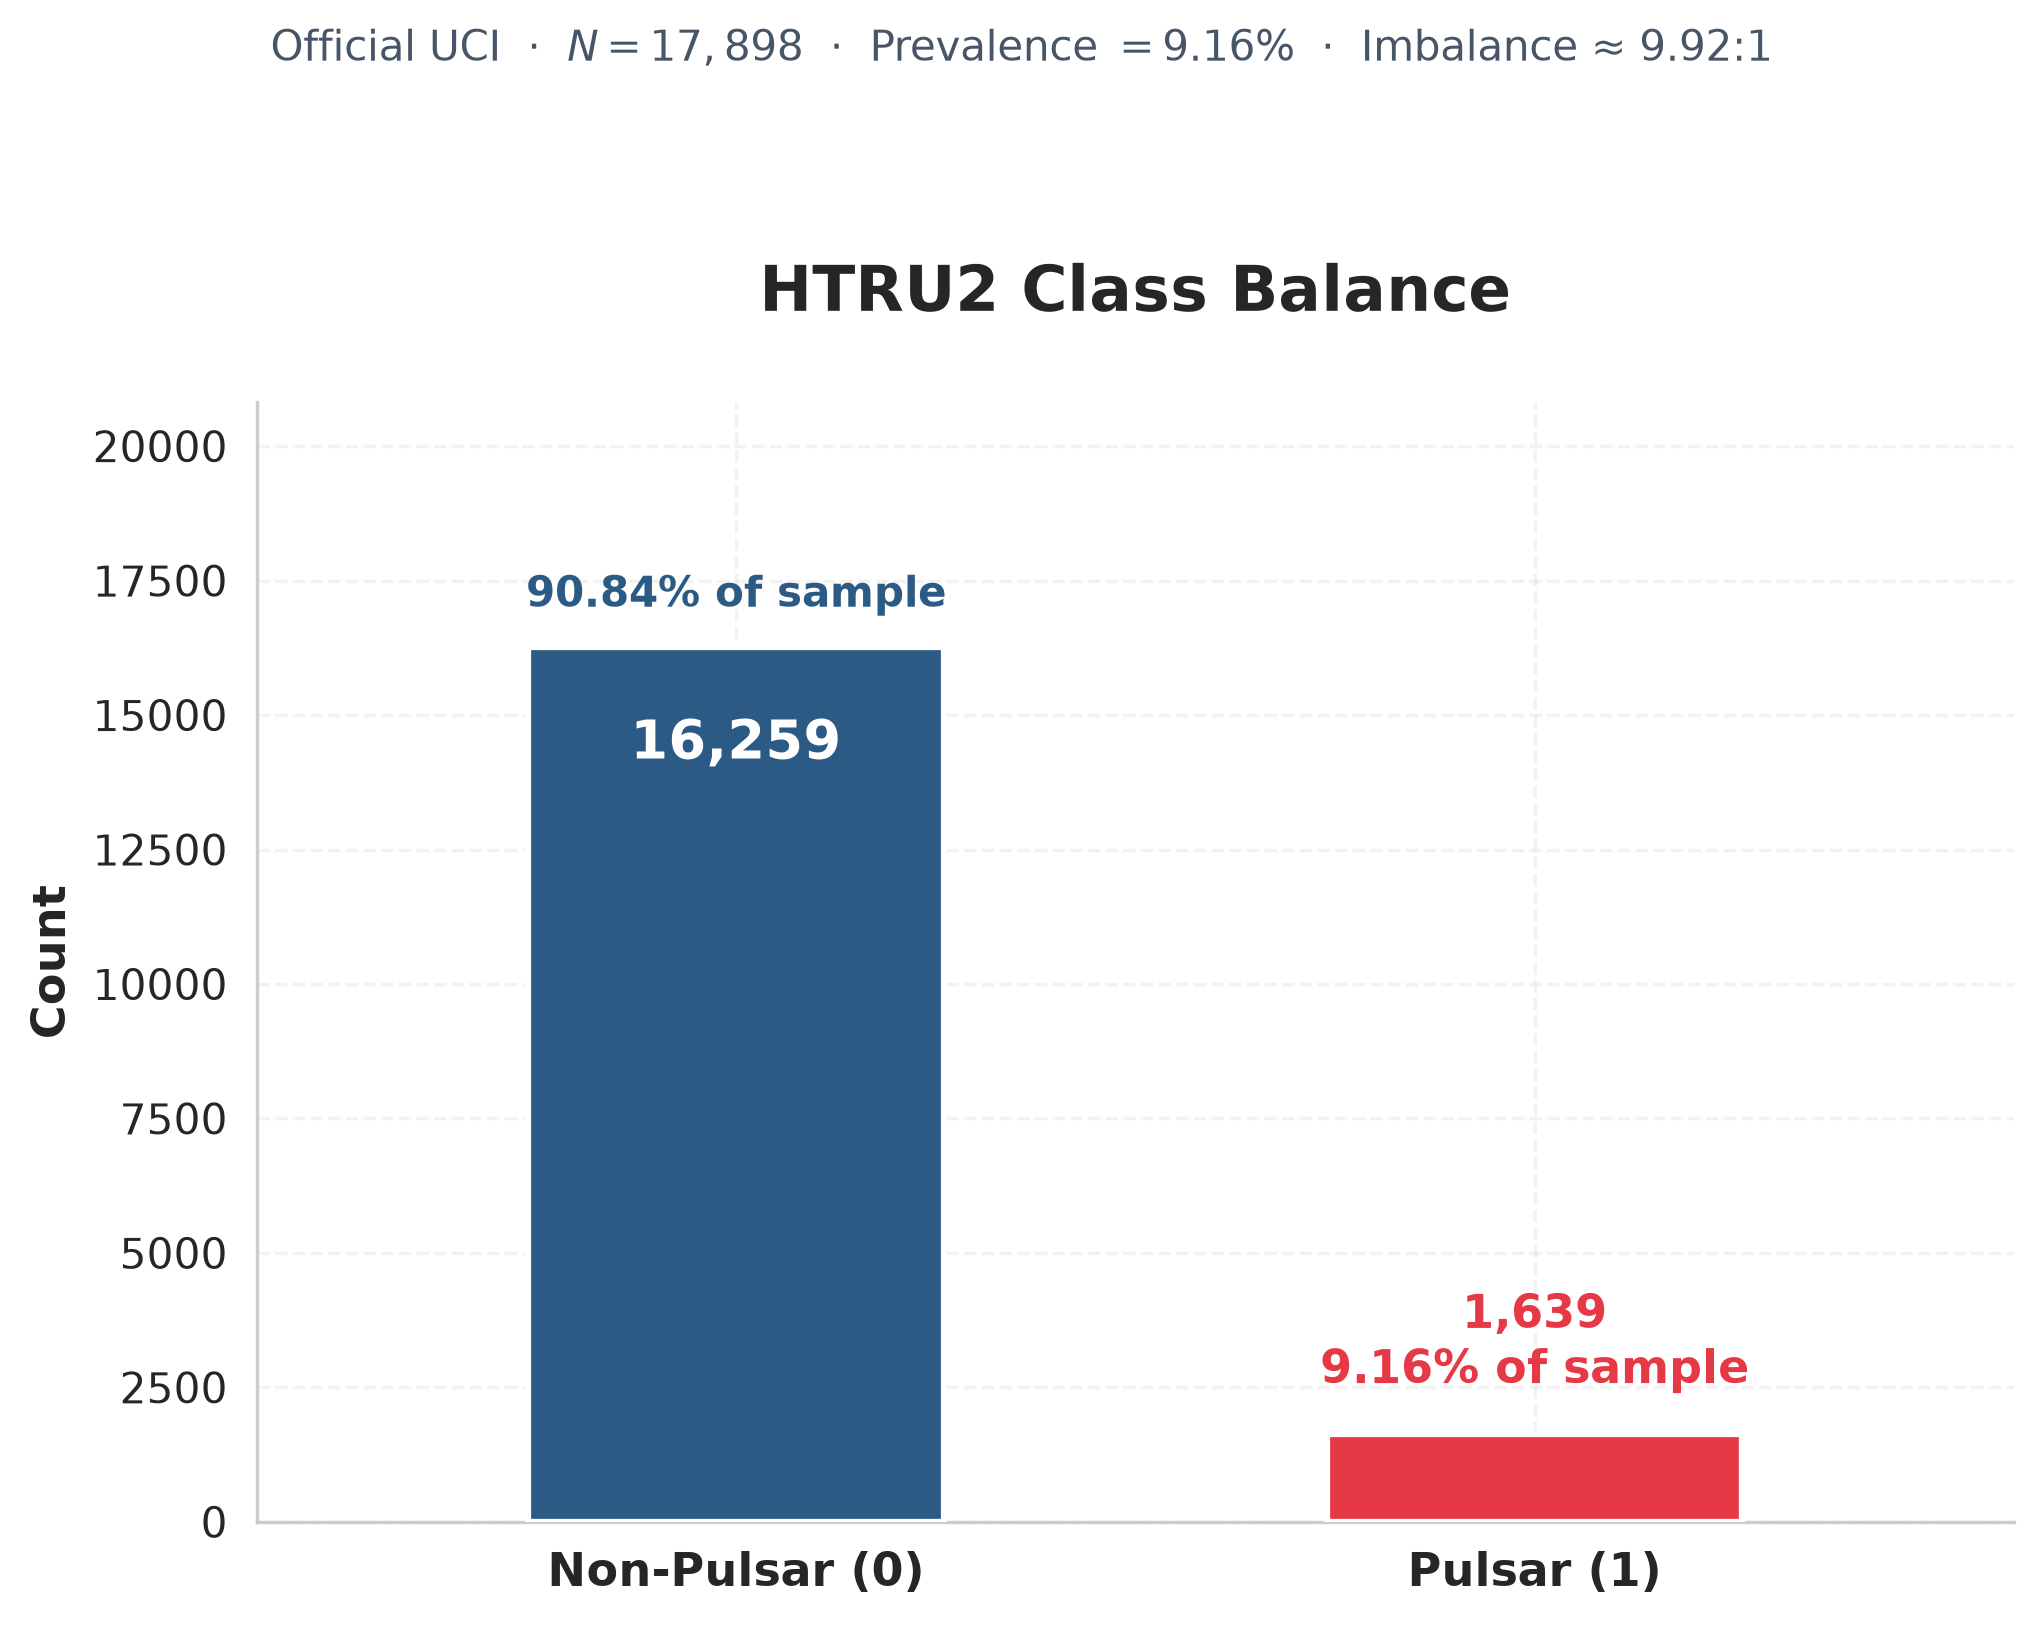 Official UCI · N = 17,898 · Prevalence = 9.16% · Imbalance ≈ 9.92:1
HTRU2 Class Balance
Count
20000
17500
15000
12500
10000
7500
5000
2500
0
90.84% of sample
16,259
1,639
9.16% of sample
Non-Pulsar (0)
Pulsar (1)